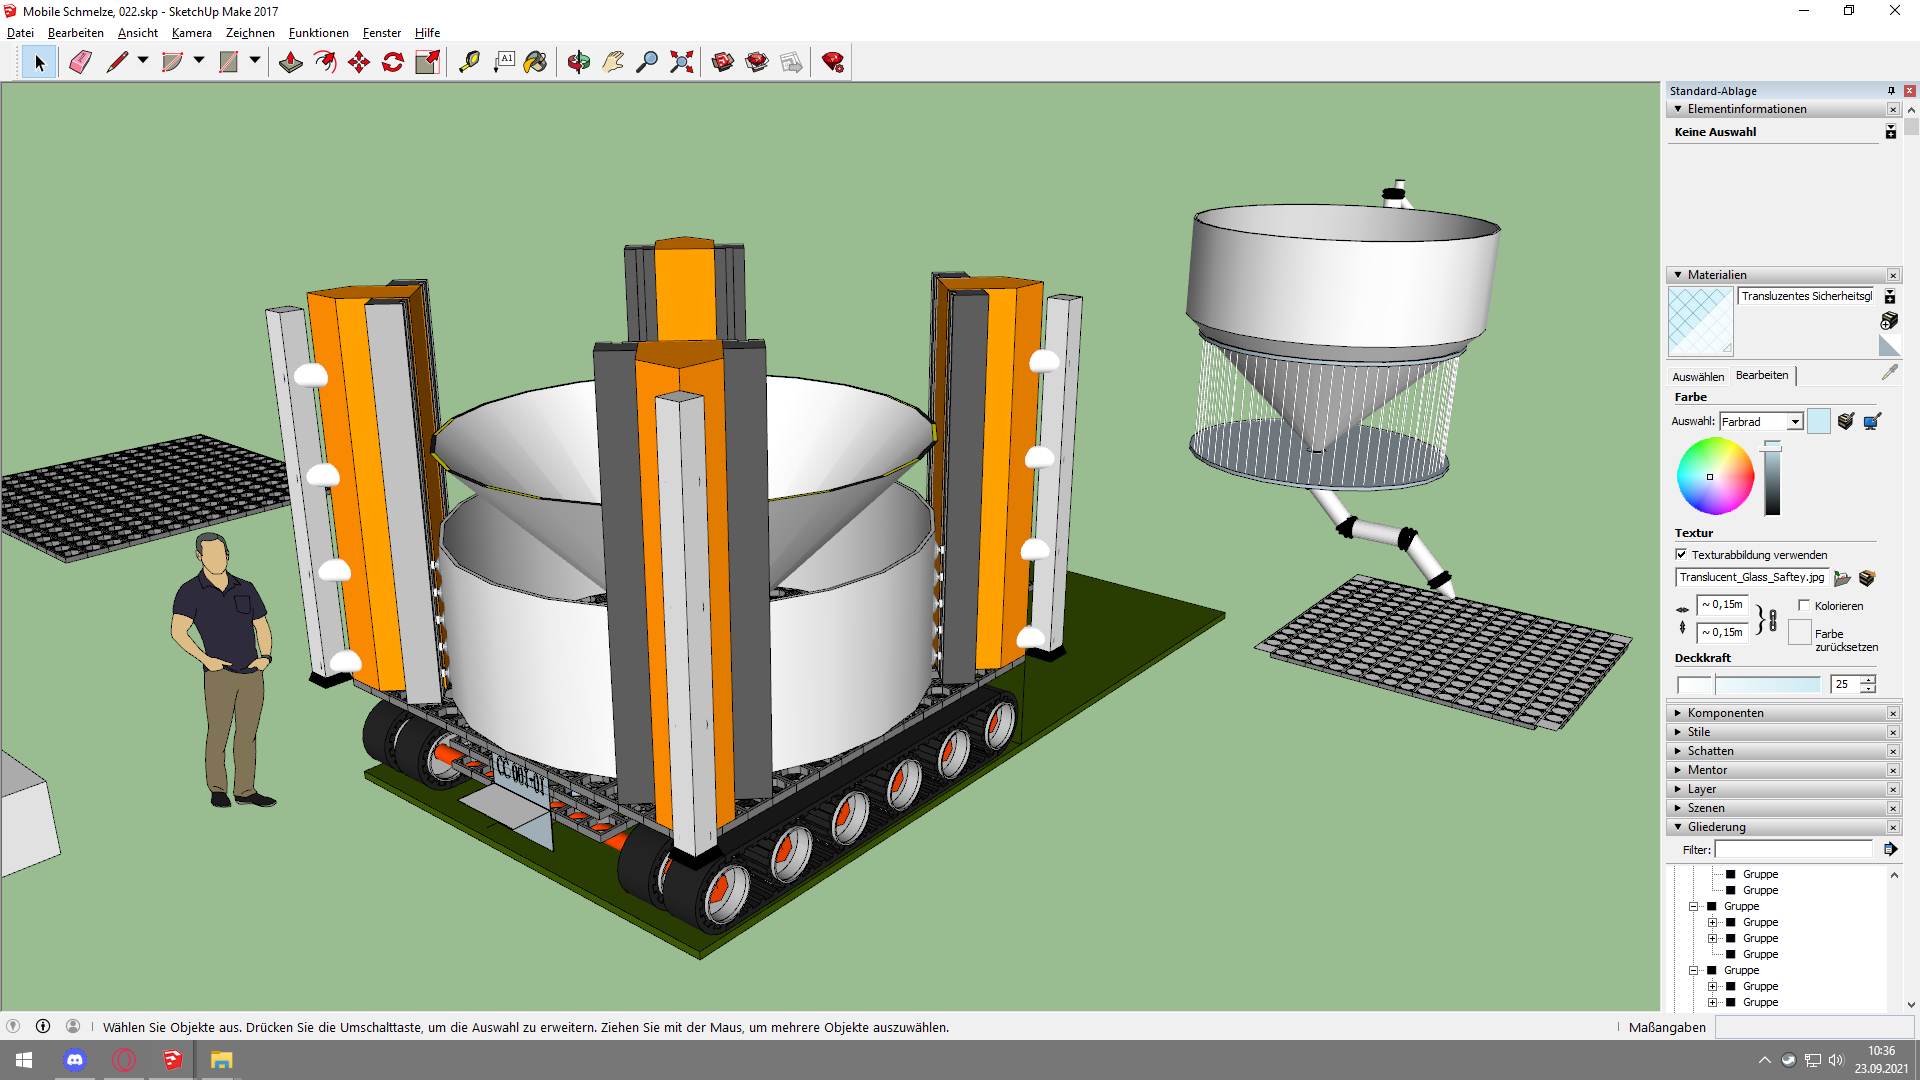 Mobile Schmelze, 022.skp - SketchUp Make 2017
Datei Bearbeiten Ansicht Kamera Zeichnen Funktionen Fenster Hilfe
A1
Standard-Ablage
Elementinformationen
Keine Auswahl
Materialien
Transluzentes Sicherheitsgl
Auswählen Bearbeiten
Farbe
Auswahl: Farbrad
Textur
Texturabbildung verwenden
Translucent_Glass_Saftey.jpg
~ 0,15m
Kolorieren
~ 0,15m
Farbe
zurücksetzen
Deckkraft
25
Komponenten
Stile
Schatten
Mentor
Layer
Szenen
Gliederung
Filter:
Gruppe
Gruppe
Gruppe
Gruppe
Gruppe
Gruppe
Gruppe
Gruppe
Gruppe
CC 001-01
Wählen Sie Objekte aus. Drücken Sie die Umschalttaste, um die Auswahl zu erweitern. Ziehen Sie mit der Maus, um mehrere Objekte auszuwählen.
Maßangaben
10:36
23.09.2021